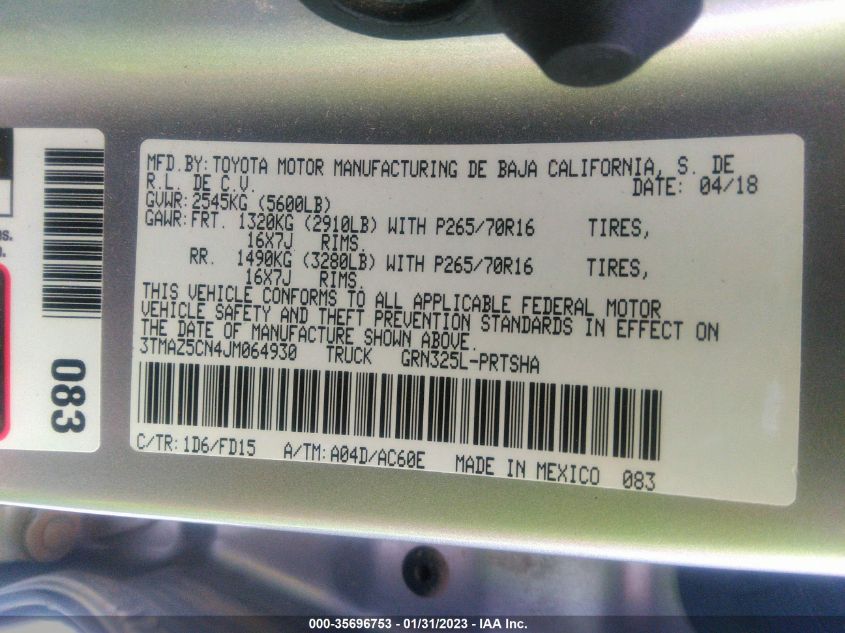 MFD.BY:TOYOTA MOTOR MANUFACTURING DE BAJA CALIFORNIA, S. DE
R.L. DE C.V. DATE: 04/18
GVWR:2545KG (5600LB)
GAWR:FRT. 1320KG (2910LB) WITH P265/70R16 TIRES,
16X7J RIMS.
RR. 1490KG (3280LB) WITH P265/70R16 TIRES,
16X7J RIMS.
THIS VEHICLE CONFORMS TO ALL APPLICABLE FEDERAL MOTOR
VEHICLE SAFETY AND THEFT PREVENTION STANDARDS IN EFFECT ON
THE DATE OF MANUFACTURE SHOWN ABOVE.
3TMAZ5CN4JM064930 TRUCK GRN325L-PRTSHA
C/TR:1D6/FD15 A/TM:A04D/AC60E MADE IN MEXICO 083
083
000-35696753 - 01/31/2023 - IAA Inc.